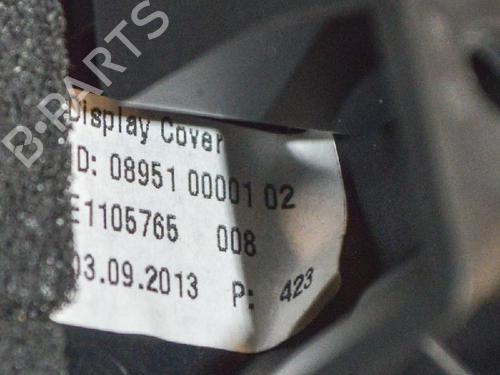 B·PARTS
Display Cover
ID: 08951 00001 02
E1105765 008
03.09.2013 P: 423